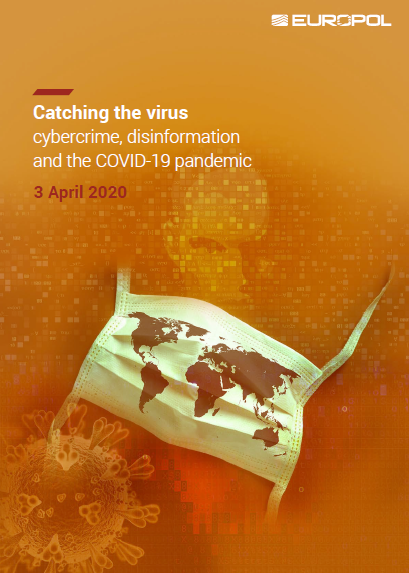 EUROPOL
Catching the virus
cybercrime, disinformation
and the COVID-19 pandemic
3 April 2020